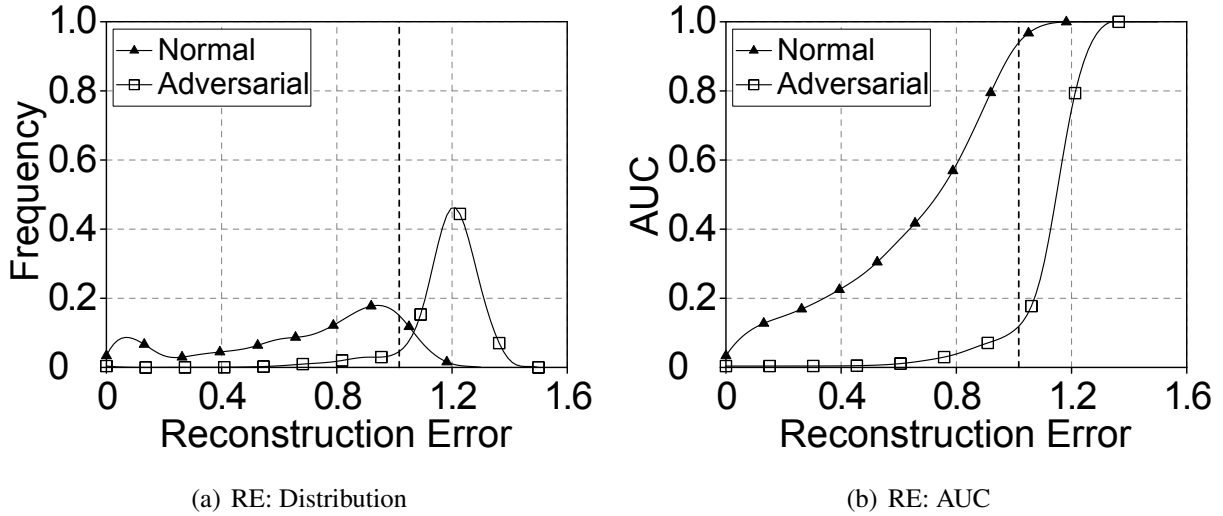 1.0
0.8
0.6
0.4
0.2
0
Frequency
Normal
Adversarial
0 0.4 0.8 1.2 1.6
Reconstruction Error
(a) RE: Distribution
1.0
0.8
0.6
0.4
0.2
0
AUC
Normal
Adversarial
0 0.4 0.8 1.2 1.6
Reconstruction Error
(b) RE: AUC